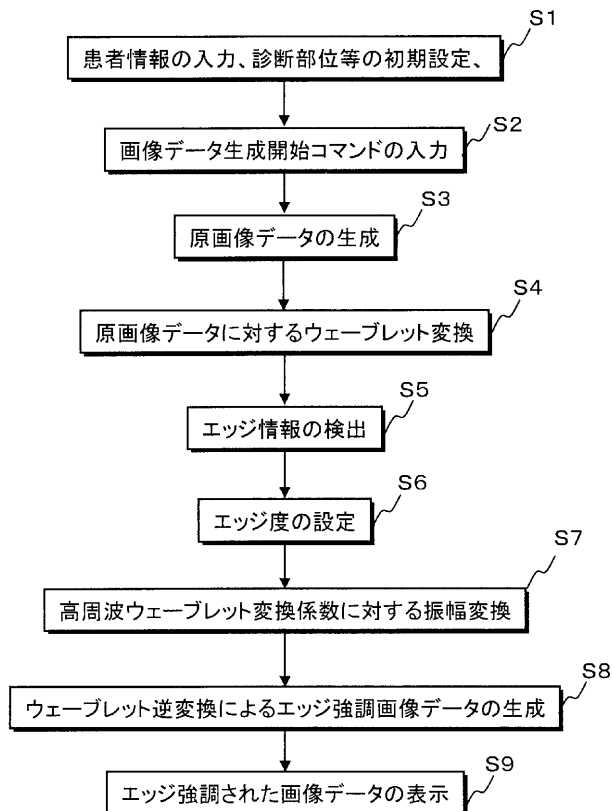 S1
患者情報の入力、診断部位等の初期設定、
S2
画像データ生成開始コマンドの入力
S3
原画像データの生成
S4
原画像データに対するウェーブレット変換
S5
エッジ情報の検出
S6
エッジ度の設定
S7
高周波ウェーブレット変換係数に対する振幅変換
S8
ウェーブレット逆変換によるエッジ強調画像データの生成
S9
エッジ強調された画像データの表示